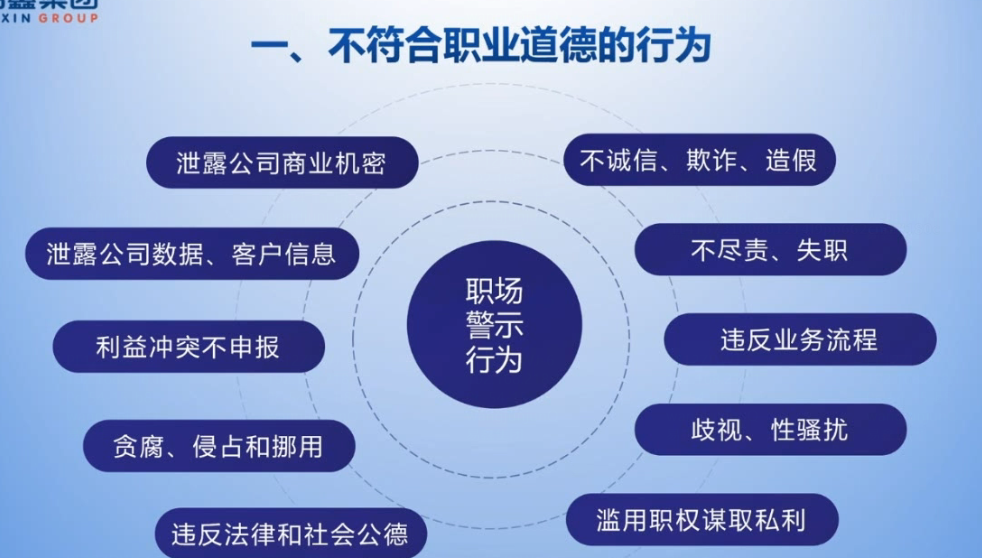 集团
XIN GROUP
一、不符合职业道德的行为
泄露公司商业机密
不诚信、欺诈、造假
泄露公司数据、客户信息
不尽责、失职
职场
警示
行为
利益冲突不申报
违反业务流程
贪腐、侵占和挪用
歧视、性骚扰
违反法律和社会公德
滥用职权谋取私利